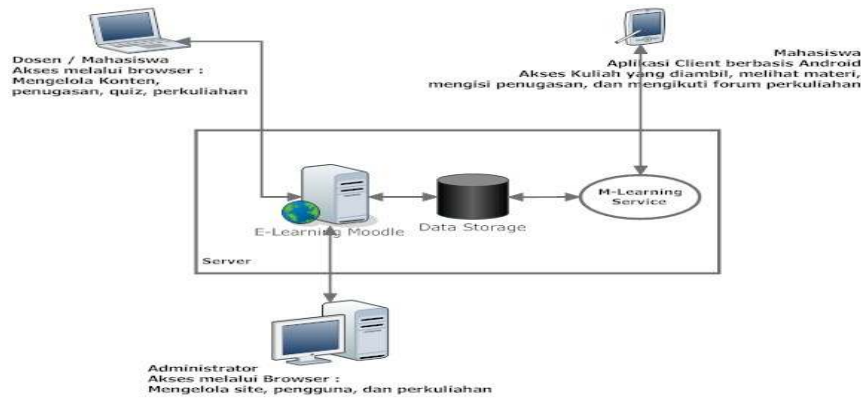 Dosen / Mahasiswa
Akses melalui browser :
Mengelola Konten,
penugasan, quiz, perkuliahan
Mahasiswa
Aplikasi Client berbasis Android
Akses Kuliah yang diambil, melihat materi,
mengisi penugasan, dan mengikuti forum perkuliahan
M-Learning
Service
E-Learning Moodle
Data Storage
Server
Administrator
Akses melalui Browser :
Mengelola site, pengguna, dan perkuliahan